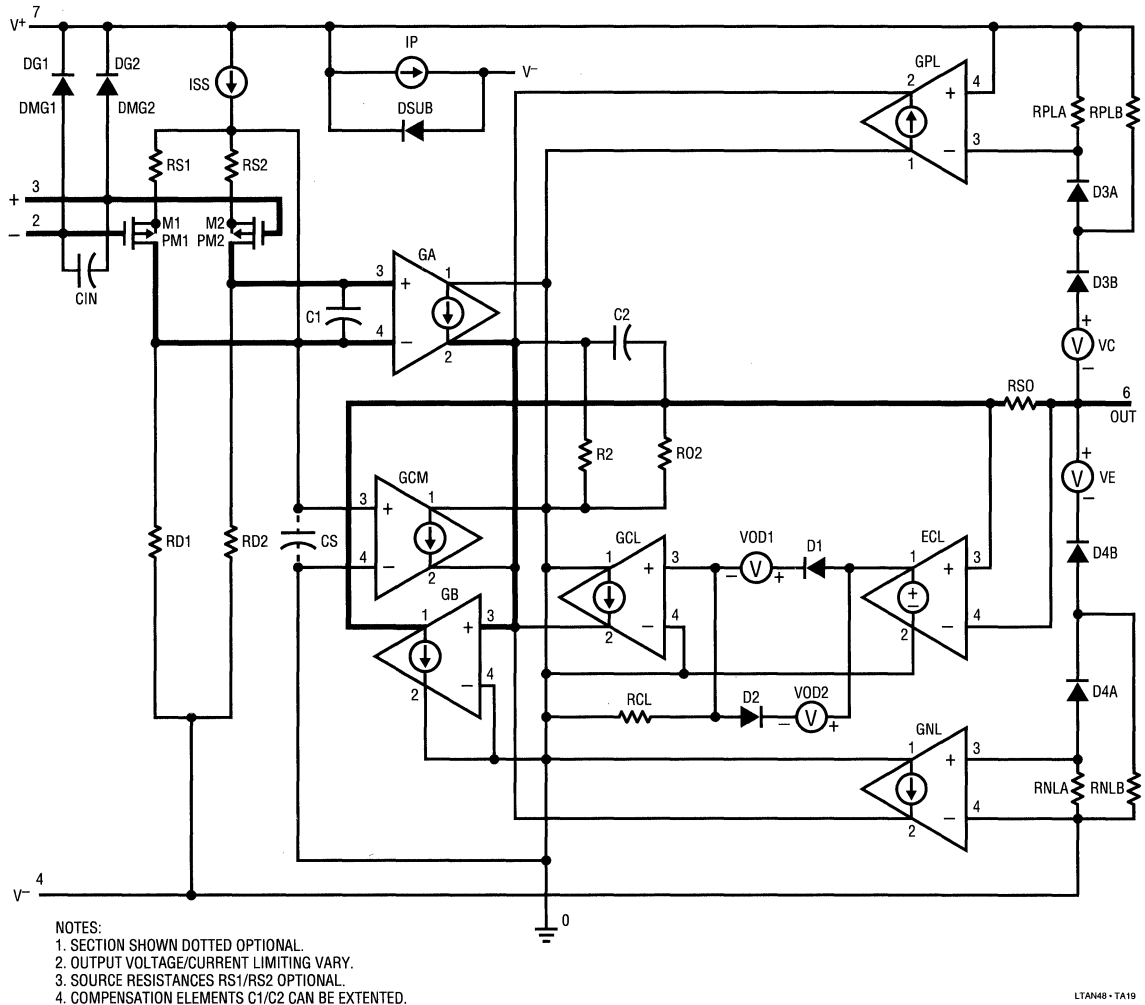 V+ 7
DG1
DG2
DMG1
DMG2
ISS
IP
V−
DSUB
GPL
2
4
+
−
3
1
RPLA
RPLB
RS1
RS2
+ 3
− 2
M1
PM1
M2
PM2
CIN
D3A
D3B
GA
3
+
1
C1
4
−
2
C2
+
V
VC
−
RSO
6
OUT
R2
RO2
+
V
VE
−
GCM
3
+
1
4
−
2
RD1
RD2
CS
GCL
1
3
+
4
−
2
VOD1
−
V
+
D1
ECL
1
3
+
+
−
4
−
2
D4B
GB
1
3
+
4
−
2
RCL
D2
VOD2
−
V
+
D4A
GNL
1
3
+
4
−
2
RNLA
RNLB
V− 4
0
NOTES:
1. SECTION SHOWN DOTTED OPTIONAL.
2. OUTPUT VOLTAGE/CURRENT LIMITING VARY.
3. SOURCE RESISTANCES RS1/RS2 OPTIONAL.
4. COMPENSATION ELEMENTS C1/C2 CAN BE EXTENTED.
LTAN48 • TA19